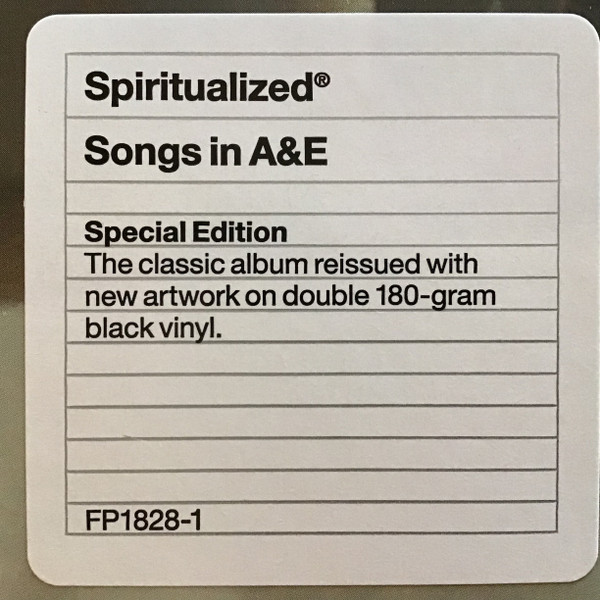 Spiritualized®
Songs in A&E
Special Edition
The classic album reissued with
new artwork on double 180-gram
black vinyl.
FP1828-1